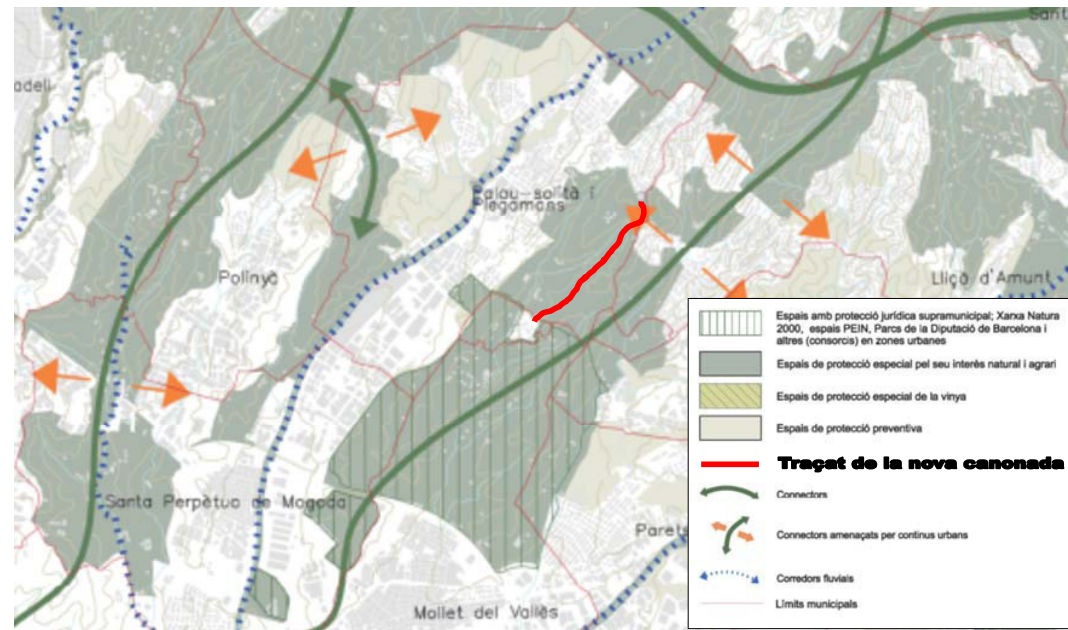 Sant
adell
Palau-solità i
Plegamans
Polinyà
Lliçà d'Amunt
Santa Perpètua de Mogoda
Parets
Mollet del Vallès
Espais amb protecció jurídica supramunicipal; Xarxa Natura
2000, espais PEIN, Parcs de la Diputació de Barcelona i
altres (consorcis) en zones urbanes
Espais de protecció especial pel seu interès natural i agrari
Espais de protecció especial de la vinya
Espais de protecció preventiva
Traçat de la nova canonada
Connectors
Connectors amenaçats per continus urbans
Corredors fluvials
Límits municipals